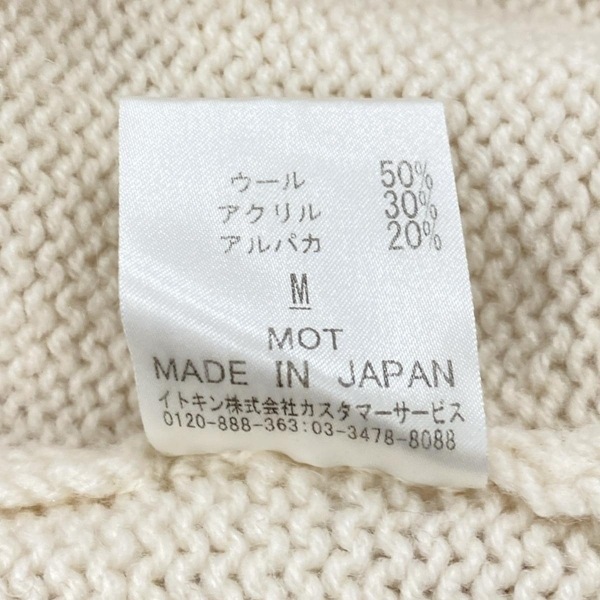 ウール 50%
アクリル 30%
アルパカ 20%
M
MOT
MADE IN JAPAN
イトキン株式会社カスタマーサービス
0120-888-363:03-3478-8088